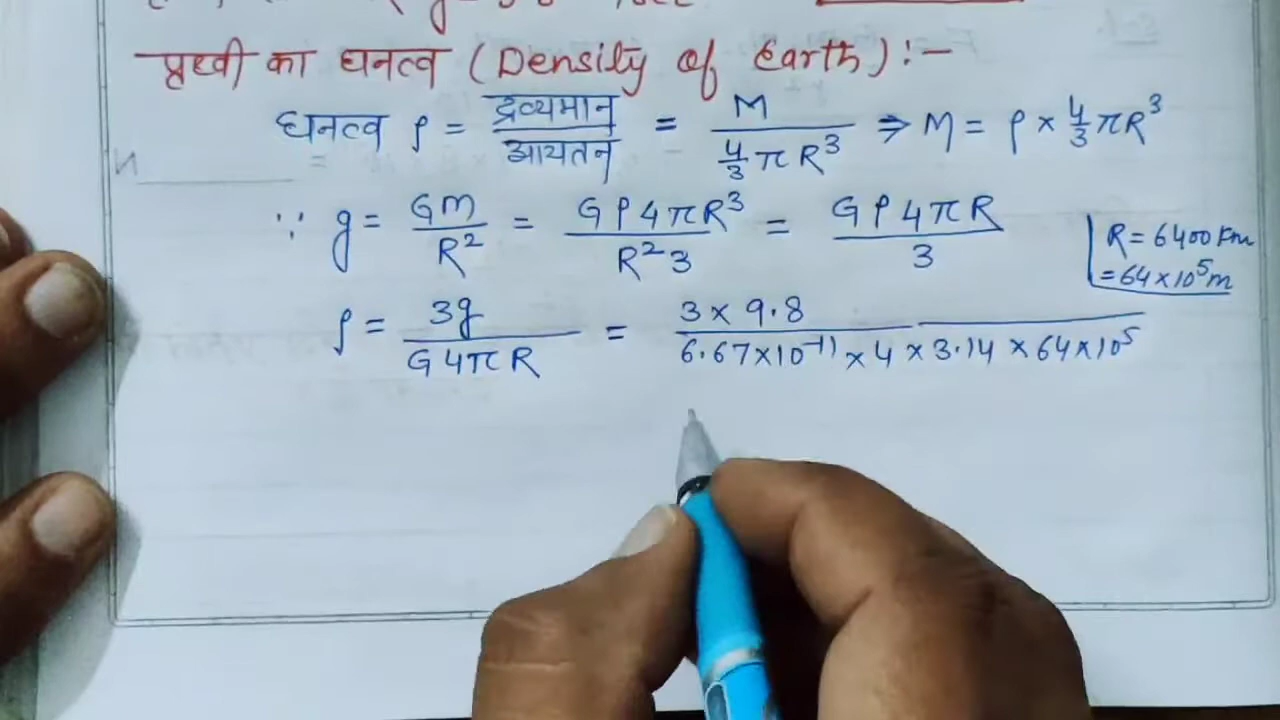 पृथ्वी का घनत्व (Density of Earth) :-
घनत्व ρ = द्रव्यमान / आयतन = M / 4/3 πR³ ⇒ M = ρ × 4/3 πR³
∵ g = GM / R² = Gρ4πR³ / R²3 = Gρ4πR / 3
R = 6400 Km
= 64×10⁵m
ρ = 3g / G4πR = 3 × 9.8 / 6.67×10⁻¹¹ × 4 × 3.14 × 64×10⁵